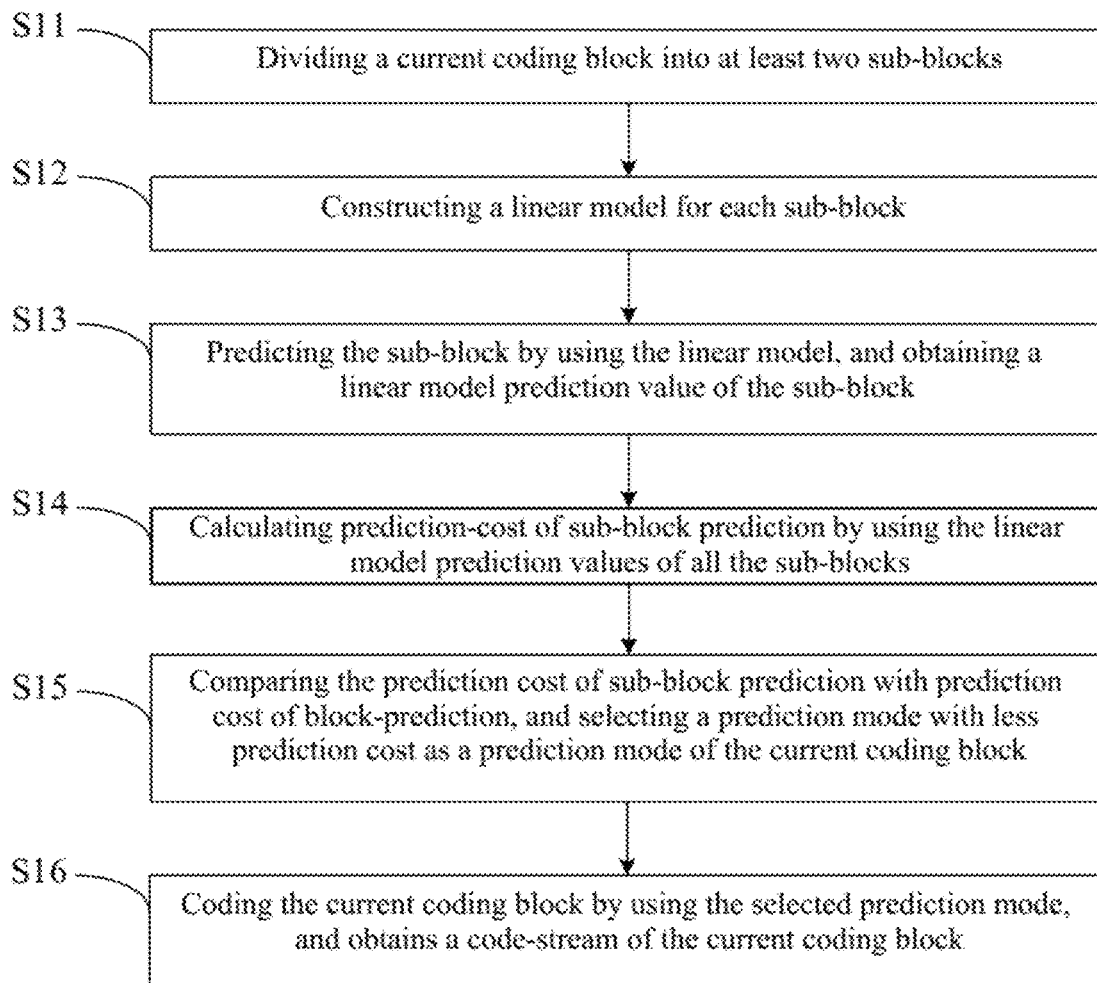 S11
Dividing a current coding block into at least two sub-blocks
S12
Constructing a linear model for each sub-block
S13
Predicting the sub-block by using the linear model, and obtaining a
linear model prediction value of the sub-block
S14
Calculating prediction-cost of sub-block prediction by using the linear
model prediction values of all the sub-blocks
S15
Comparing the prediction cost of sub-block prediction with prediction
cost of block-prediction, and selecting a prediction mode with less
prediction cost as a prediction mode of the current coding block
S16
Coding the current coding block by using the selected prediction mode,
and obtains a code-stream of the current coding block